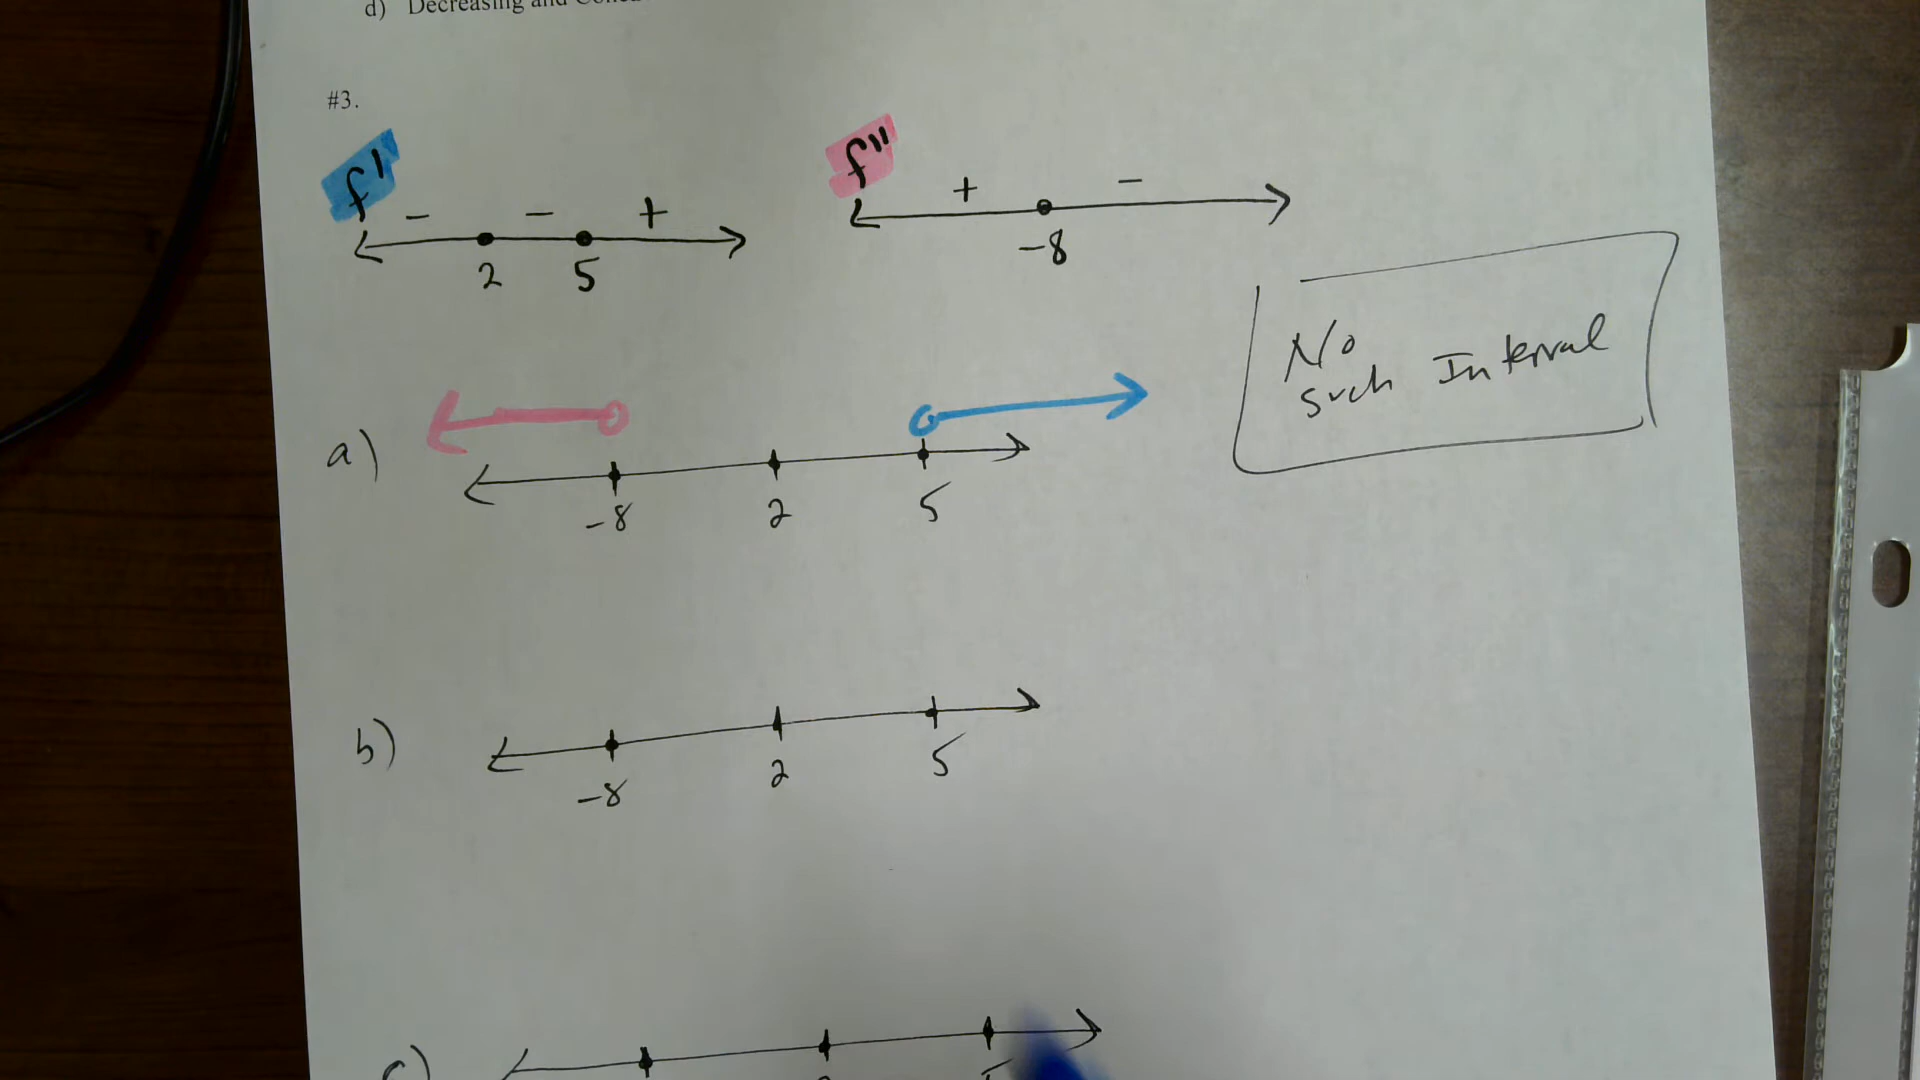 d) Decreasing and
#3.
f' f"
- - + + -
2 5 -8
No
such Interval
a)
-8 2 5
b)
-8 2 5
c)